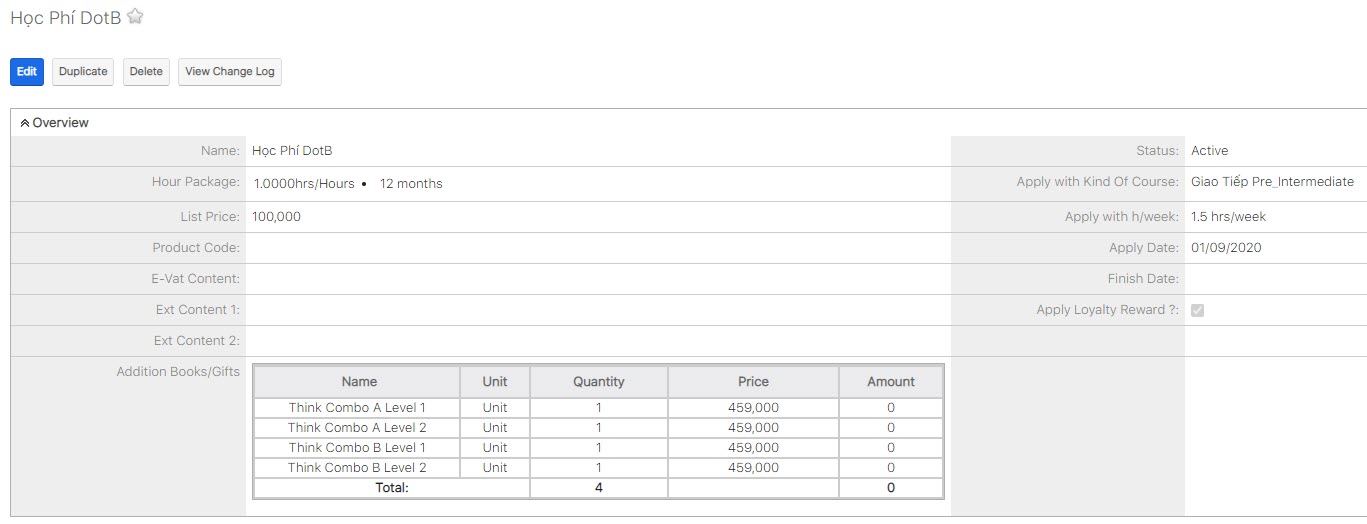 Học Phí DotB
Edit Duplicate Delete View Change Log
Overview
Name: Học Phí DotB Status: Active
Hour Package: 1.0000hrs/Hours • 12 months Apply with Kind Of Course: Giao Tiếp Pre_Intermediate
List Price: 100,000 Apply with h/week: 1.5 hrs/week
Product Code: Apply Date: 01/09/2020
E-Vat Content: Finish Date:
Ext Content 1: Apply Loyalty Reward ?:
Ext Content 2:
Addition Books/Gifts
Name Unit Quantity Price Amount
Think Combo A Level 1 Unit 1 459,000 0
Think Combo A Level 2 Unit 1 459,000 0
Think Combo B Level 1 Unit 1 459,000 0
Think Combo B Level 2 Unit 1 459,000 0
Total: 4 0